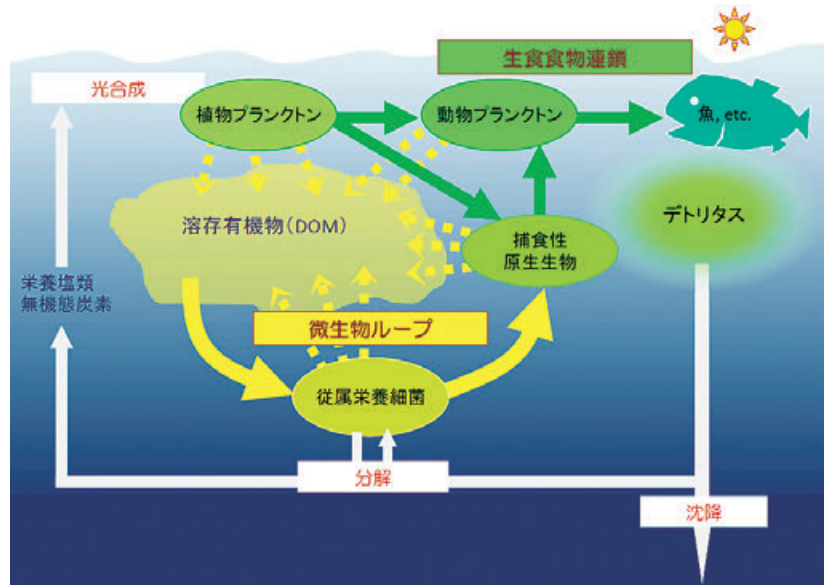 生食食物連鎖
光合成
植物プランクトン
動物プランクトン
魚, etc.
溶存有機物(DOM)
捕食性
原生生物
デトリタス
栄養塩類
無機態炭素
微生物ループ
従属栄養細菌
分解
沈降